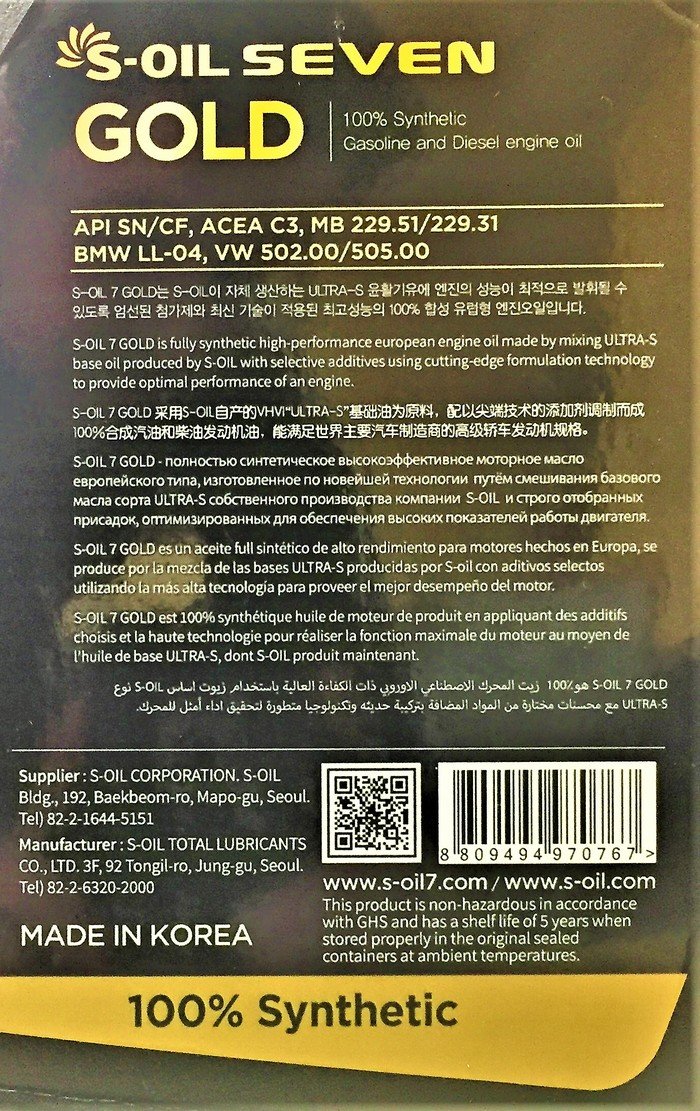 S-OIL SEVEN
GOLD
100% Synthetic
Gasoline and Diesel engine oil
API SN/CF, ACEA C3, MB 229.51/229.31
BMW LL-04, VW 502.00/505.00
S-OIL 7 GOLD는 S-OIL이 자체 생산하는 ULTRA-S 윤활기유에 엔진의 성능이 최적으로 발휘될 수
있도록 엄선된 첨가제와 최신 기술이 적용된 최고성능의 100% 합성 유럽형 엔진오일입니다.
S-OIL 7 GOLD is fully synthetic high-performance european engine oil made by mixing ULTRA-S
base oil produced by S-OIL with selective additives using cutting-edge formulation technology
to provide optimal performance of an engine.
S-OIL 7 GOLD 采用S-OIL自产的VHVI"ULTRA-S"基础油为原料，配以尖端技术的添加剂调制而成
100%合成汽油和柴油发动机油，能满足世界主要汽车制造商的高级轿车发动机规格。
S-OIL 7 GOLD - полностью синтетическое высокоэффективное моторное масло
европейского типа, изготовленное по новейшей технологии путём смешивания базового
масла сорта ULTRA-S собственного производства компании S-OIL и строго отобранных
присадок, оптимизированных для обеспечения высоких показателей работы двигателя.
S-OIL 7 GOLD es un aceite full sintético de alto rendimiento para motores hechos en Europa, se
produce por la mezcla de las bases ULTRA-S producidas por S-oil con aditivos selectos
utilizando la más alta tecnología para proveer el mejor desempeño del motor.
S-OIL 7 GOLD est 100% synthétique huile de moteur de produit en appliquant des additifs
choisis et la haute technologie pour réaliser la fonction maximale du moteur au moyen de
l'huile de base ULTRA-S, dont S-OIL produit maintenant.
S-OIL 7 GOLD هو 100٪ زيت المحرك الاصطناعي الاوروبي ذات الكفاءة العالية باستخدام زيوت اساس S-OIL نوع
ULTRA-S مع محسنات مختارة من المواد المضافة بتركيبة حديثه وتكنولوجيا متطورة لتحقيق اداء أمثل للمحرك.
Supplier : S-OIL CORPORATION. S-OIL
Bldg., 192, Baekbeom-ro, Mapo-gu, Seoul.
Tel) 82-2-1644-5151
Manufacturer : S-OIL TOTAL LUBRICANTS
CO., LTD. 3F, 92 Tongil-ro, Jung-gu, Seoul.
Tel) 82-2-6320-2000
MADE IN KOREA
8 809494 970767 >
www.s-oil7.com / www.s-oil.com
This product is non-hazardous in accordance
with GHS and has a shelf life of 5 years when
stored properly in the original sealed
containers at ambient temperatures.
100% Synthetic